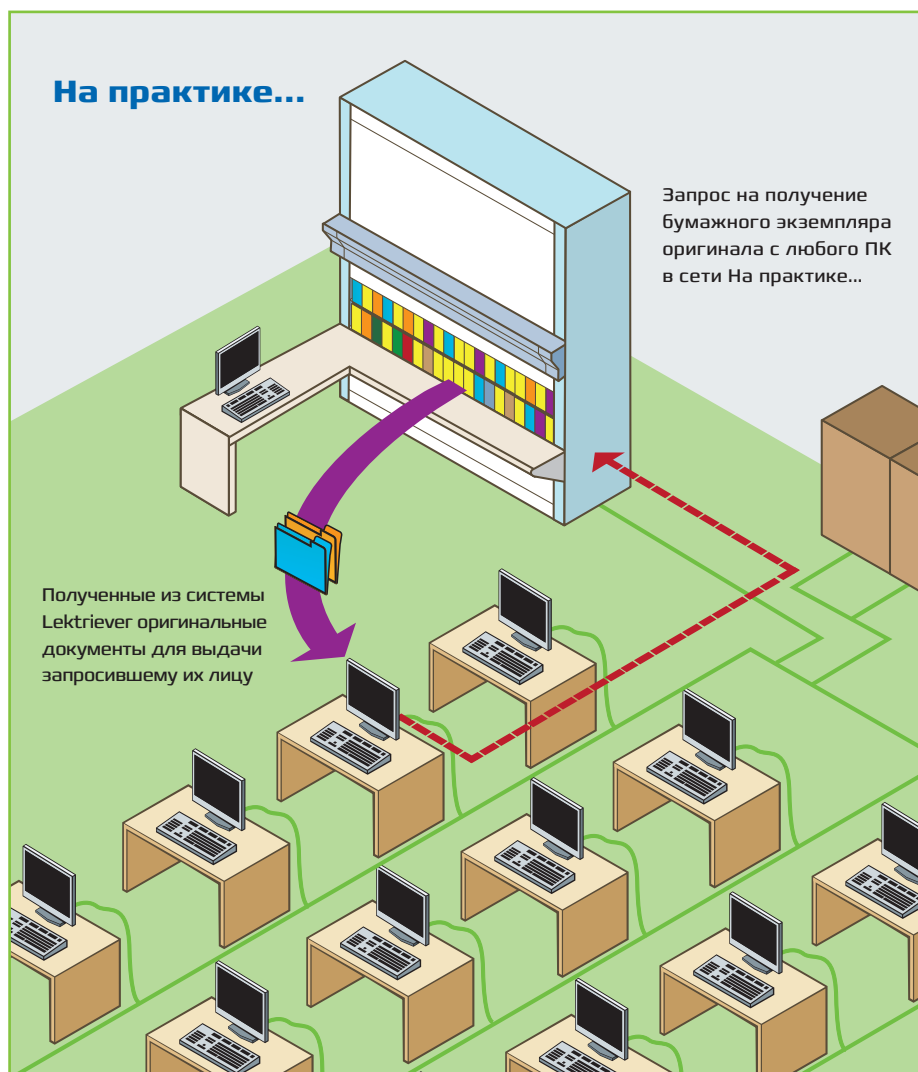 На практике...
Запрос на получение
бумажного экземпляра
оригинала с любого ПК
в сети На практике...
Полученные из системы
Lektriever оригинальные
документы для выдачи
запросившему их лицу